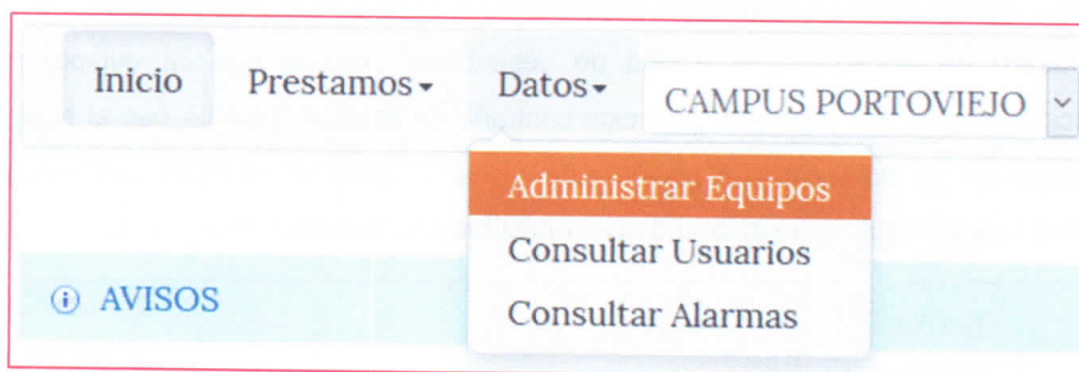 Inicio Prestamos Datos CAMPUS PORTOVIEJO
Administrar Equipos
Consultar Usuarios
AVISOS
Consultar Alarmas